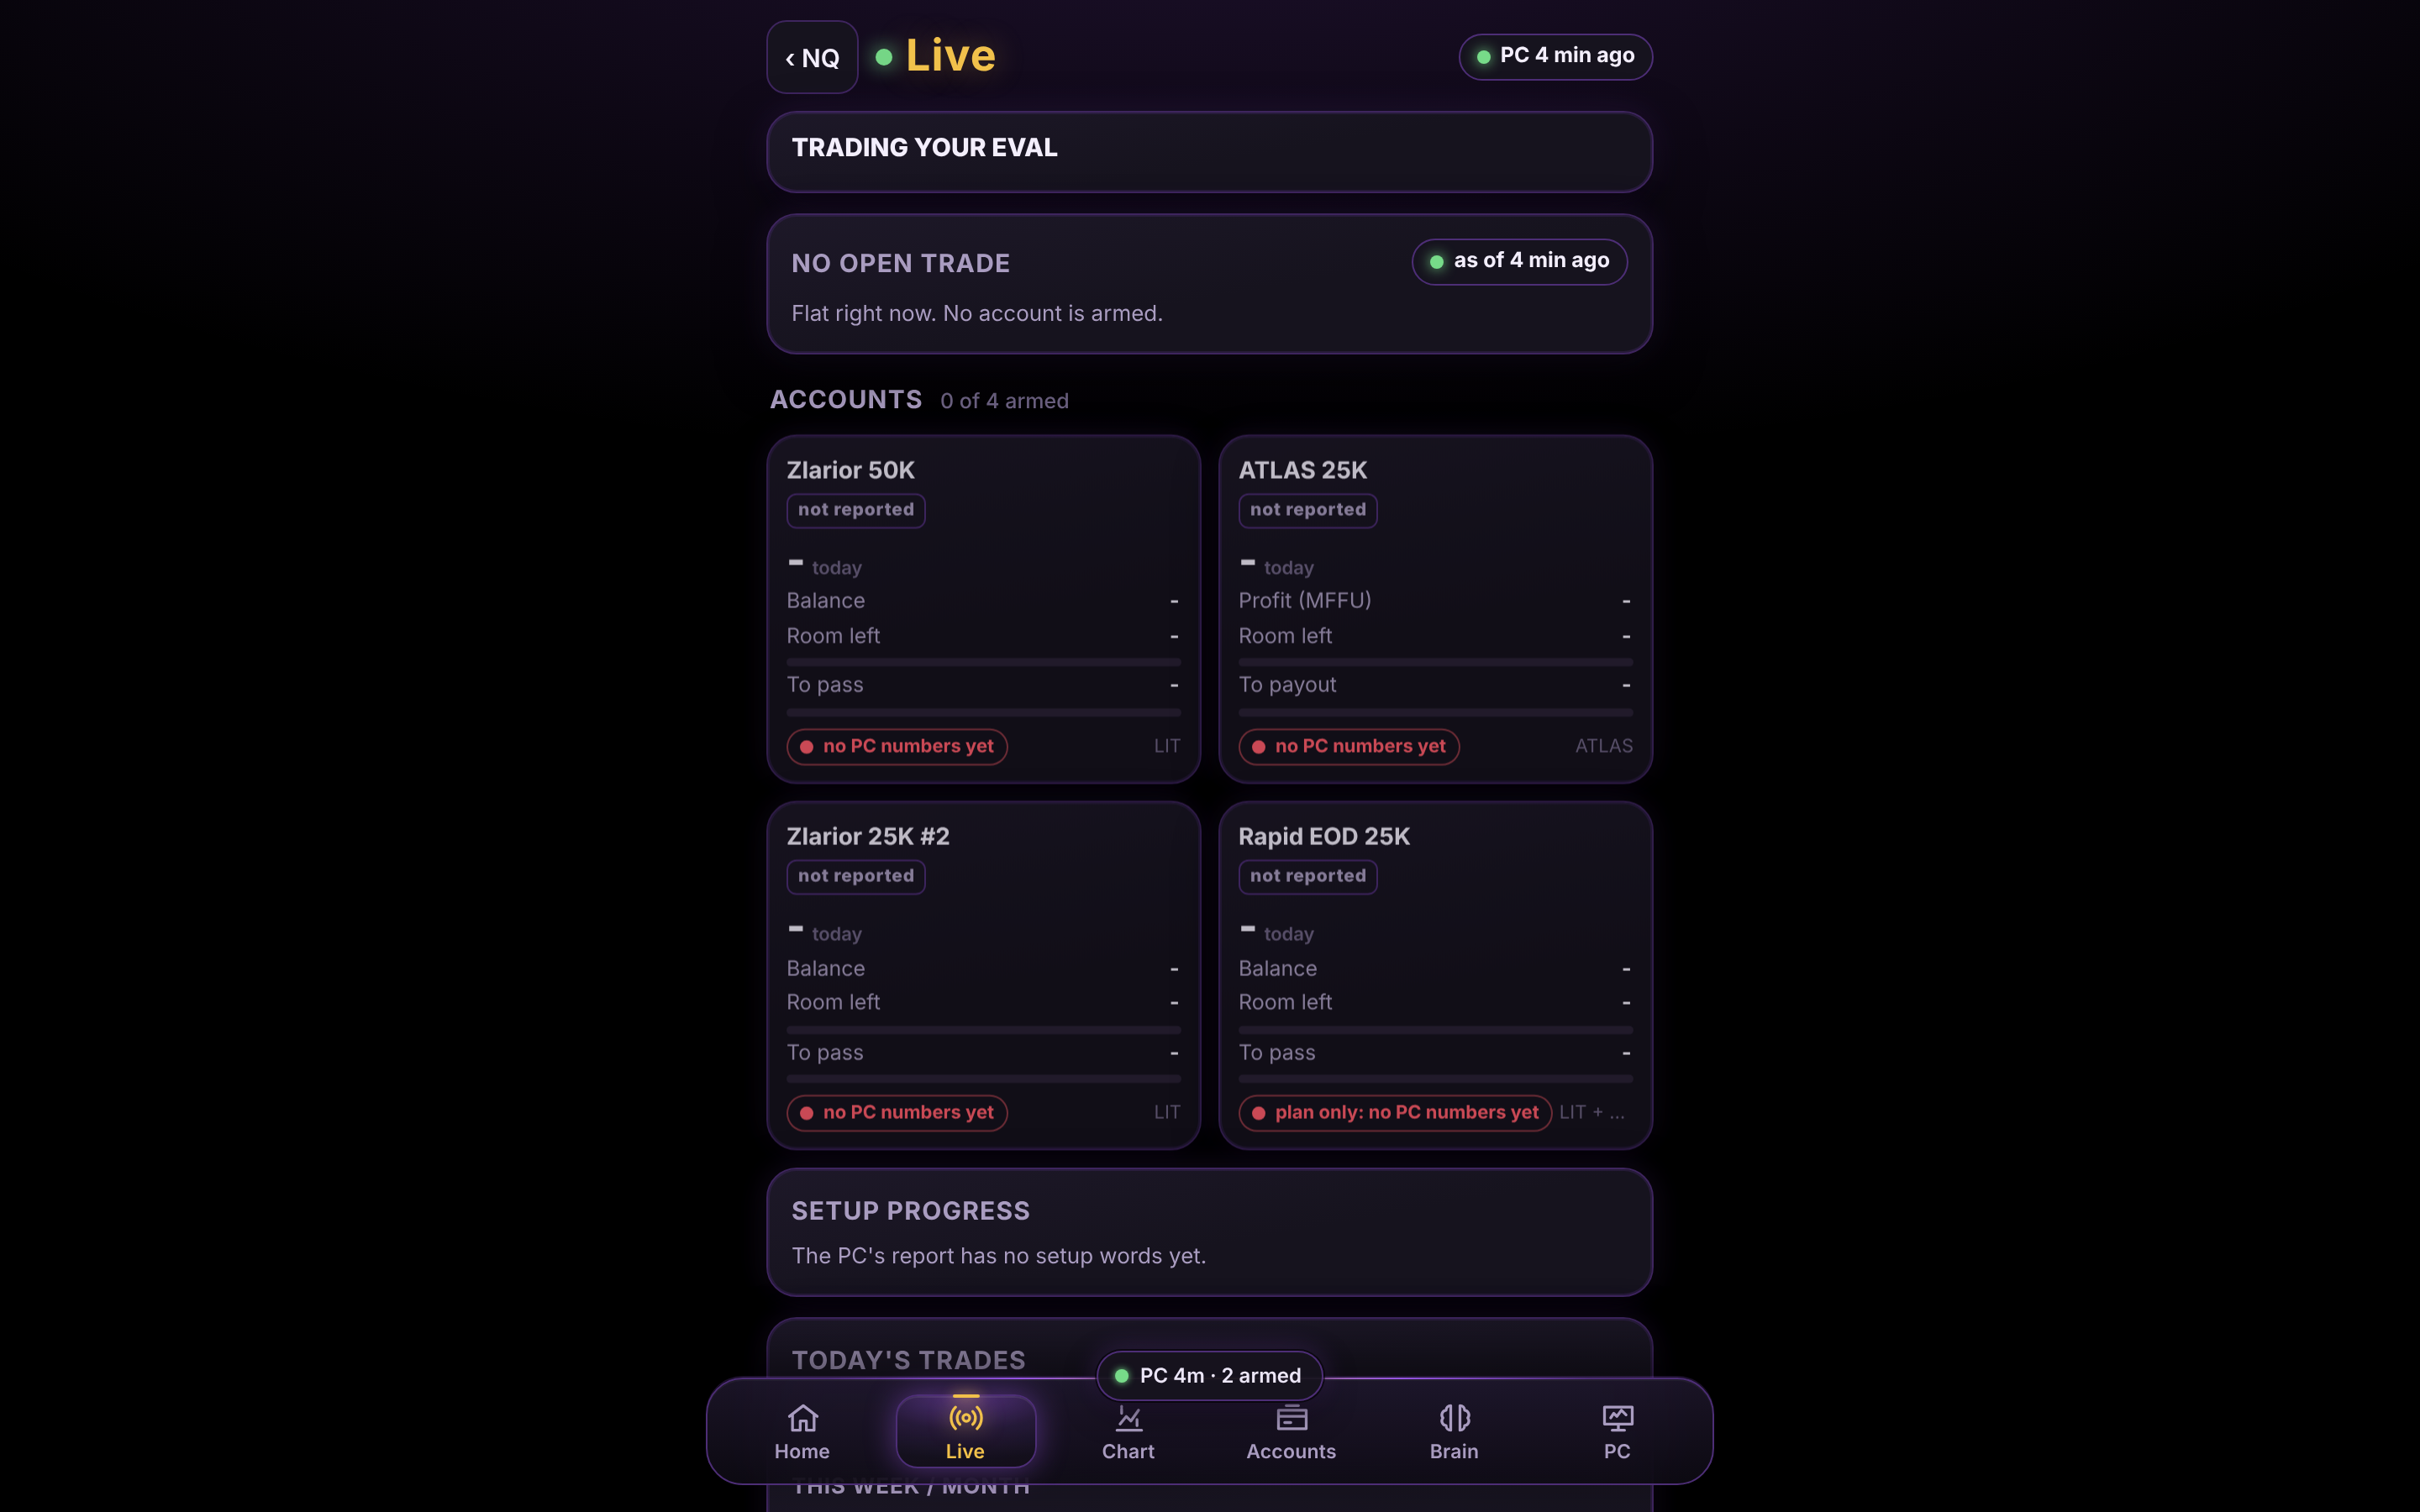 ‹ NQ
Live
PC 4 min ago
TRADING YOUR EVAL
NO OPEN TRADE
as of 4 min ago
Flat right now. No account is armed.
ACCOUNTS 0 of 4 armed
Zlarior 50K
not reported
- today
Balance -
Room left -
To pass -
no PC numbers yet LIT
ATLAS 25K
not reported
- today
Profit (MFFU) -
Room left -
To payout -
no PC numbers yet ATLAS
Zlarior 25K #2
not reported
- today
Balance -
Room left -
To pass -
no PC numbers yet LIT
Rapid EOD 25K
not reported
- today
Balance -
Room left -
To pass -
plan only: no PC numbers yet LIT + ...
SETUP PROGRESS
The PC's report has no setup words yet.
TODAY'S TRADES
PC 4m · 2 armed
Home
Live
Chart
Accounts
Brain
PC
THIS WEEK / MONTH